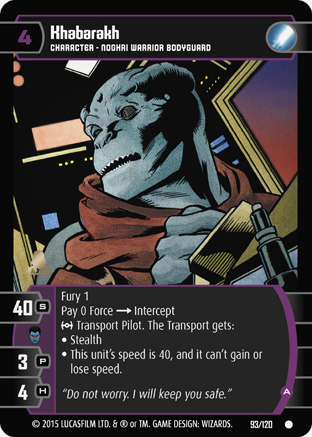 4
Khabarakh
CHARACTER - NOGHRI WARRIOR BODYGUARD
Fury 1
Pay 0 Force → Intercept
Transport Pilot. The Transport gets:
• Stealth
• This unit's speed is 40, and it can't gain or
lose speed.
"Do not worry. I will keep you safe."
40 S
3 P
4 H
A
© 2015 LUCASFILM LTD. & ® or TM. GAME DESIGN: WIZARDS. 93/120